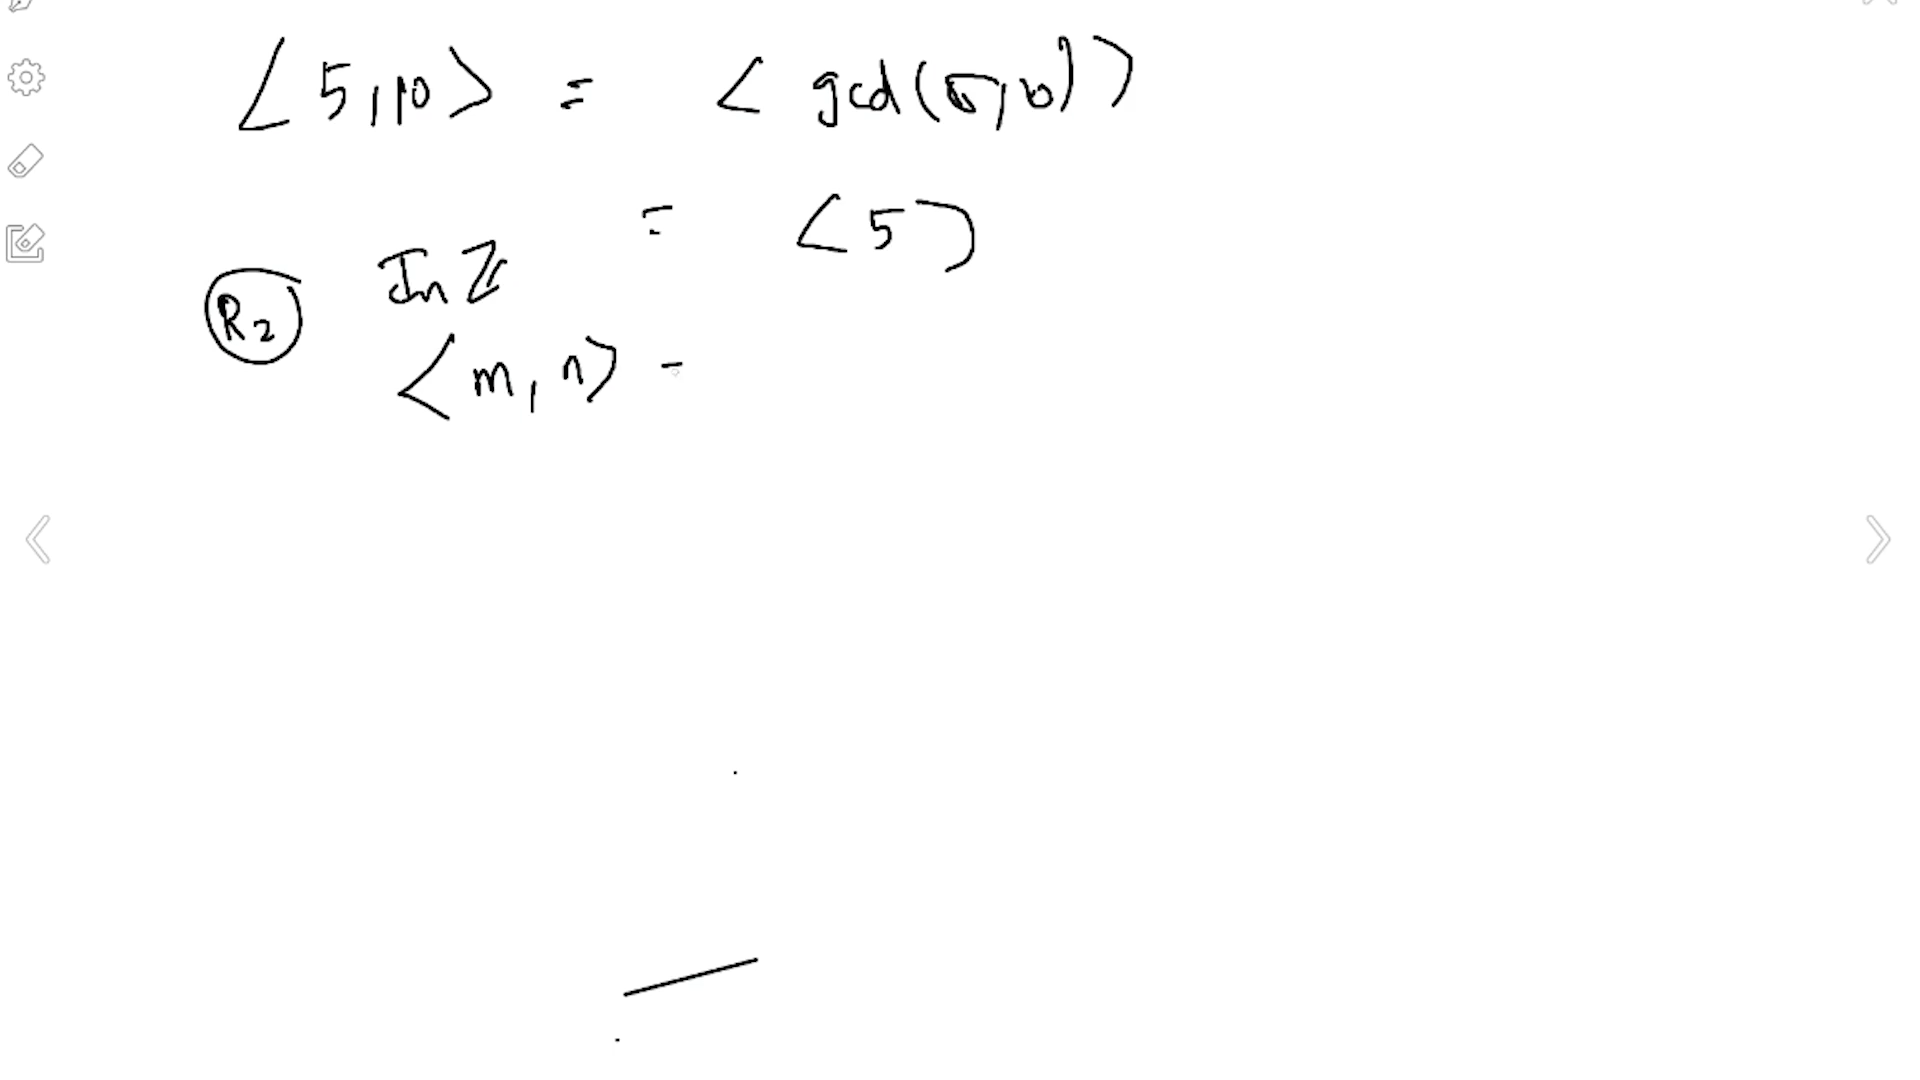 <5,10> = <gcd(5,10)>
= <5>
R2 In Z
<m,n> =